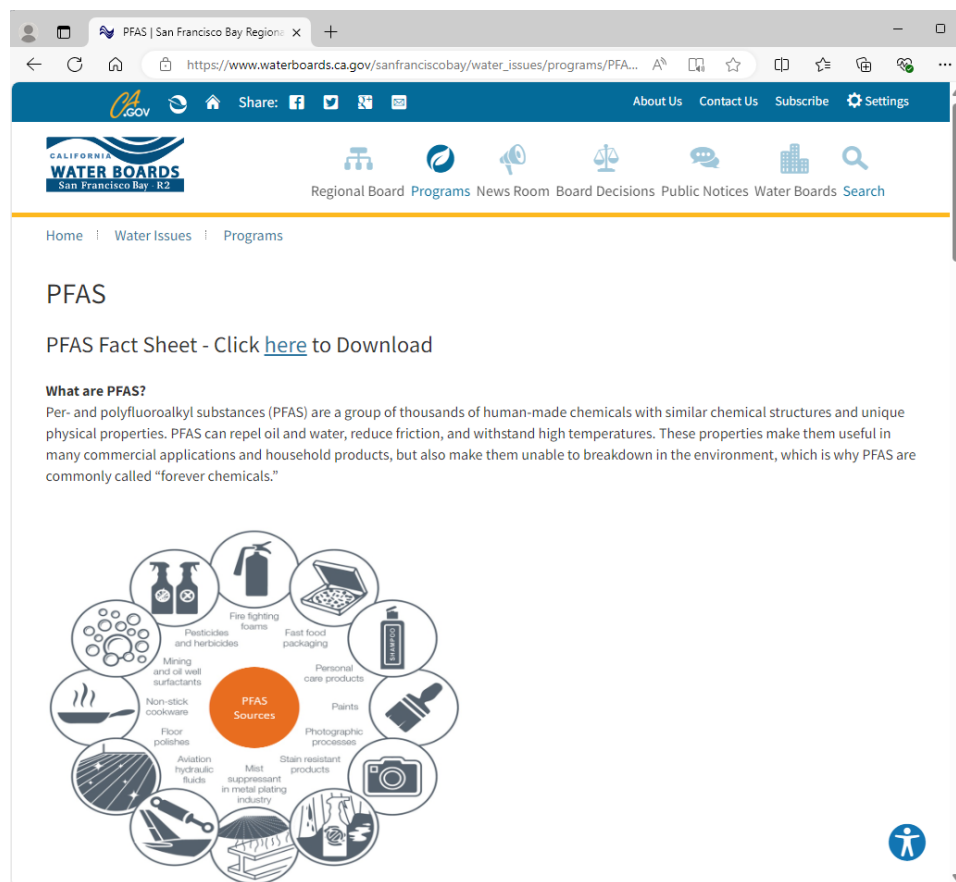 PFAS | San Francisco Bay Regiona
https://www.waterboards.ca.gov/sanfranciscobay/water_issues/programs/PFA...
CA.GOV Share: About Us Contact Us Subscribe Settings
CALIFORNIA
WATER BOARDS
San Francisco Bay - R2
Regional Board Programs News Room Board Decisions Public Notices Water Boards Search
Home Water Issues Programs
PFAS
PFAS Fact Sheet - Click here to Download
What are PFAS?
Per- and polyfluoroalkyl substances (PFAS) are a group of thousands of human-made chemicals with similar chemical structures and unique
physical properties. PFAS can repel oil and water, reduce friction, and withstand high temperatures. These properties make them useful in
many commercial applications and household products, but also make them unable to breakdown in the environment, which is why PFAS are
commonly called “forever chemicals.”
PFAS
Sources
Fire fighting
foams
Fast food
packaging
SHAMPOO
Personal
care products
Paints
Photographic
processes
Stain resistant
products
Mist
suppressant
in metal plating
industry
Aviation
hydraulic
fluids
Floor
polishes
Non-stick
cookware
Mining
and oil well
surfactants
Pesticides
and herbicides